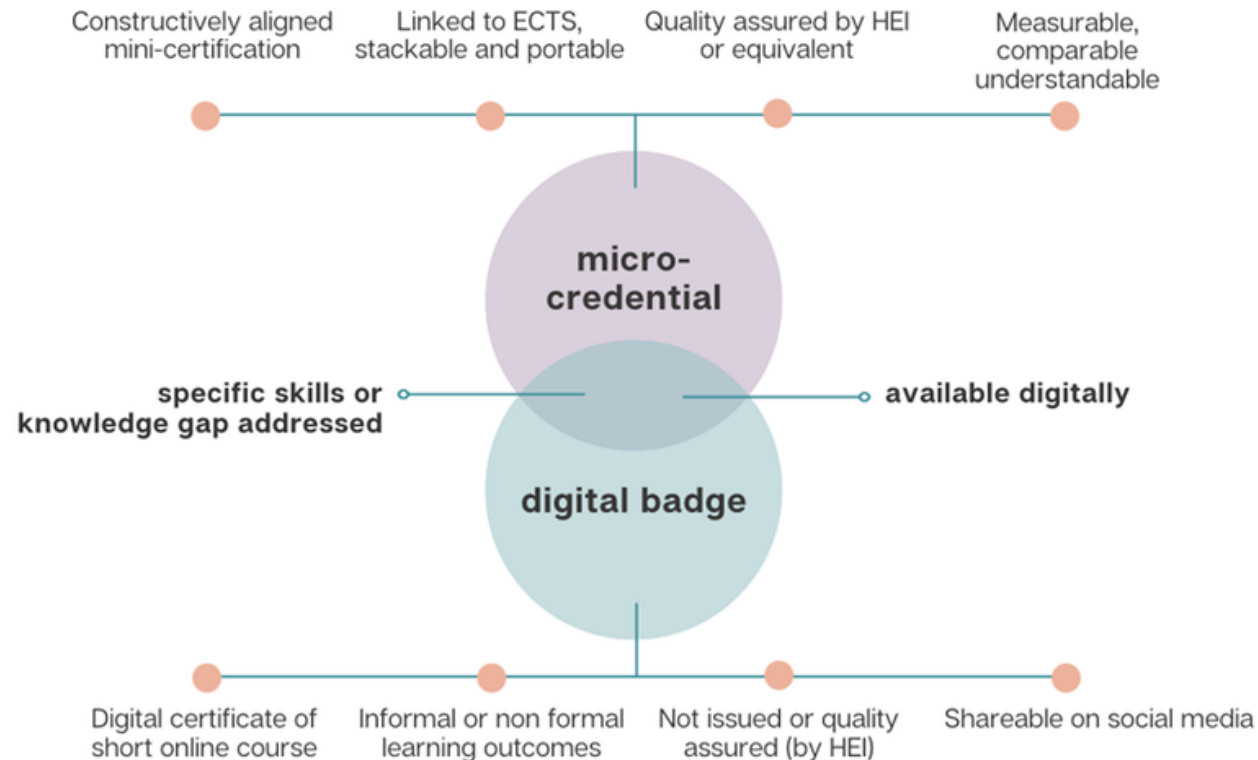 Constructively aligned
mini-certification
Linked to ECTS,
stackable and portable
Quality assured by HEI
or equivalent
Measurable,
comparable
understandable
micro-
credential
specific skills or
knowledge gap addressed
available digitally
digital badge
Digital certificate of
short online course
Informal or non formal
learning outcomes
Not issued or quality
assured (by HEI)
Shareable on social media